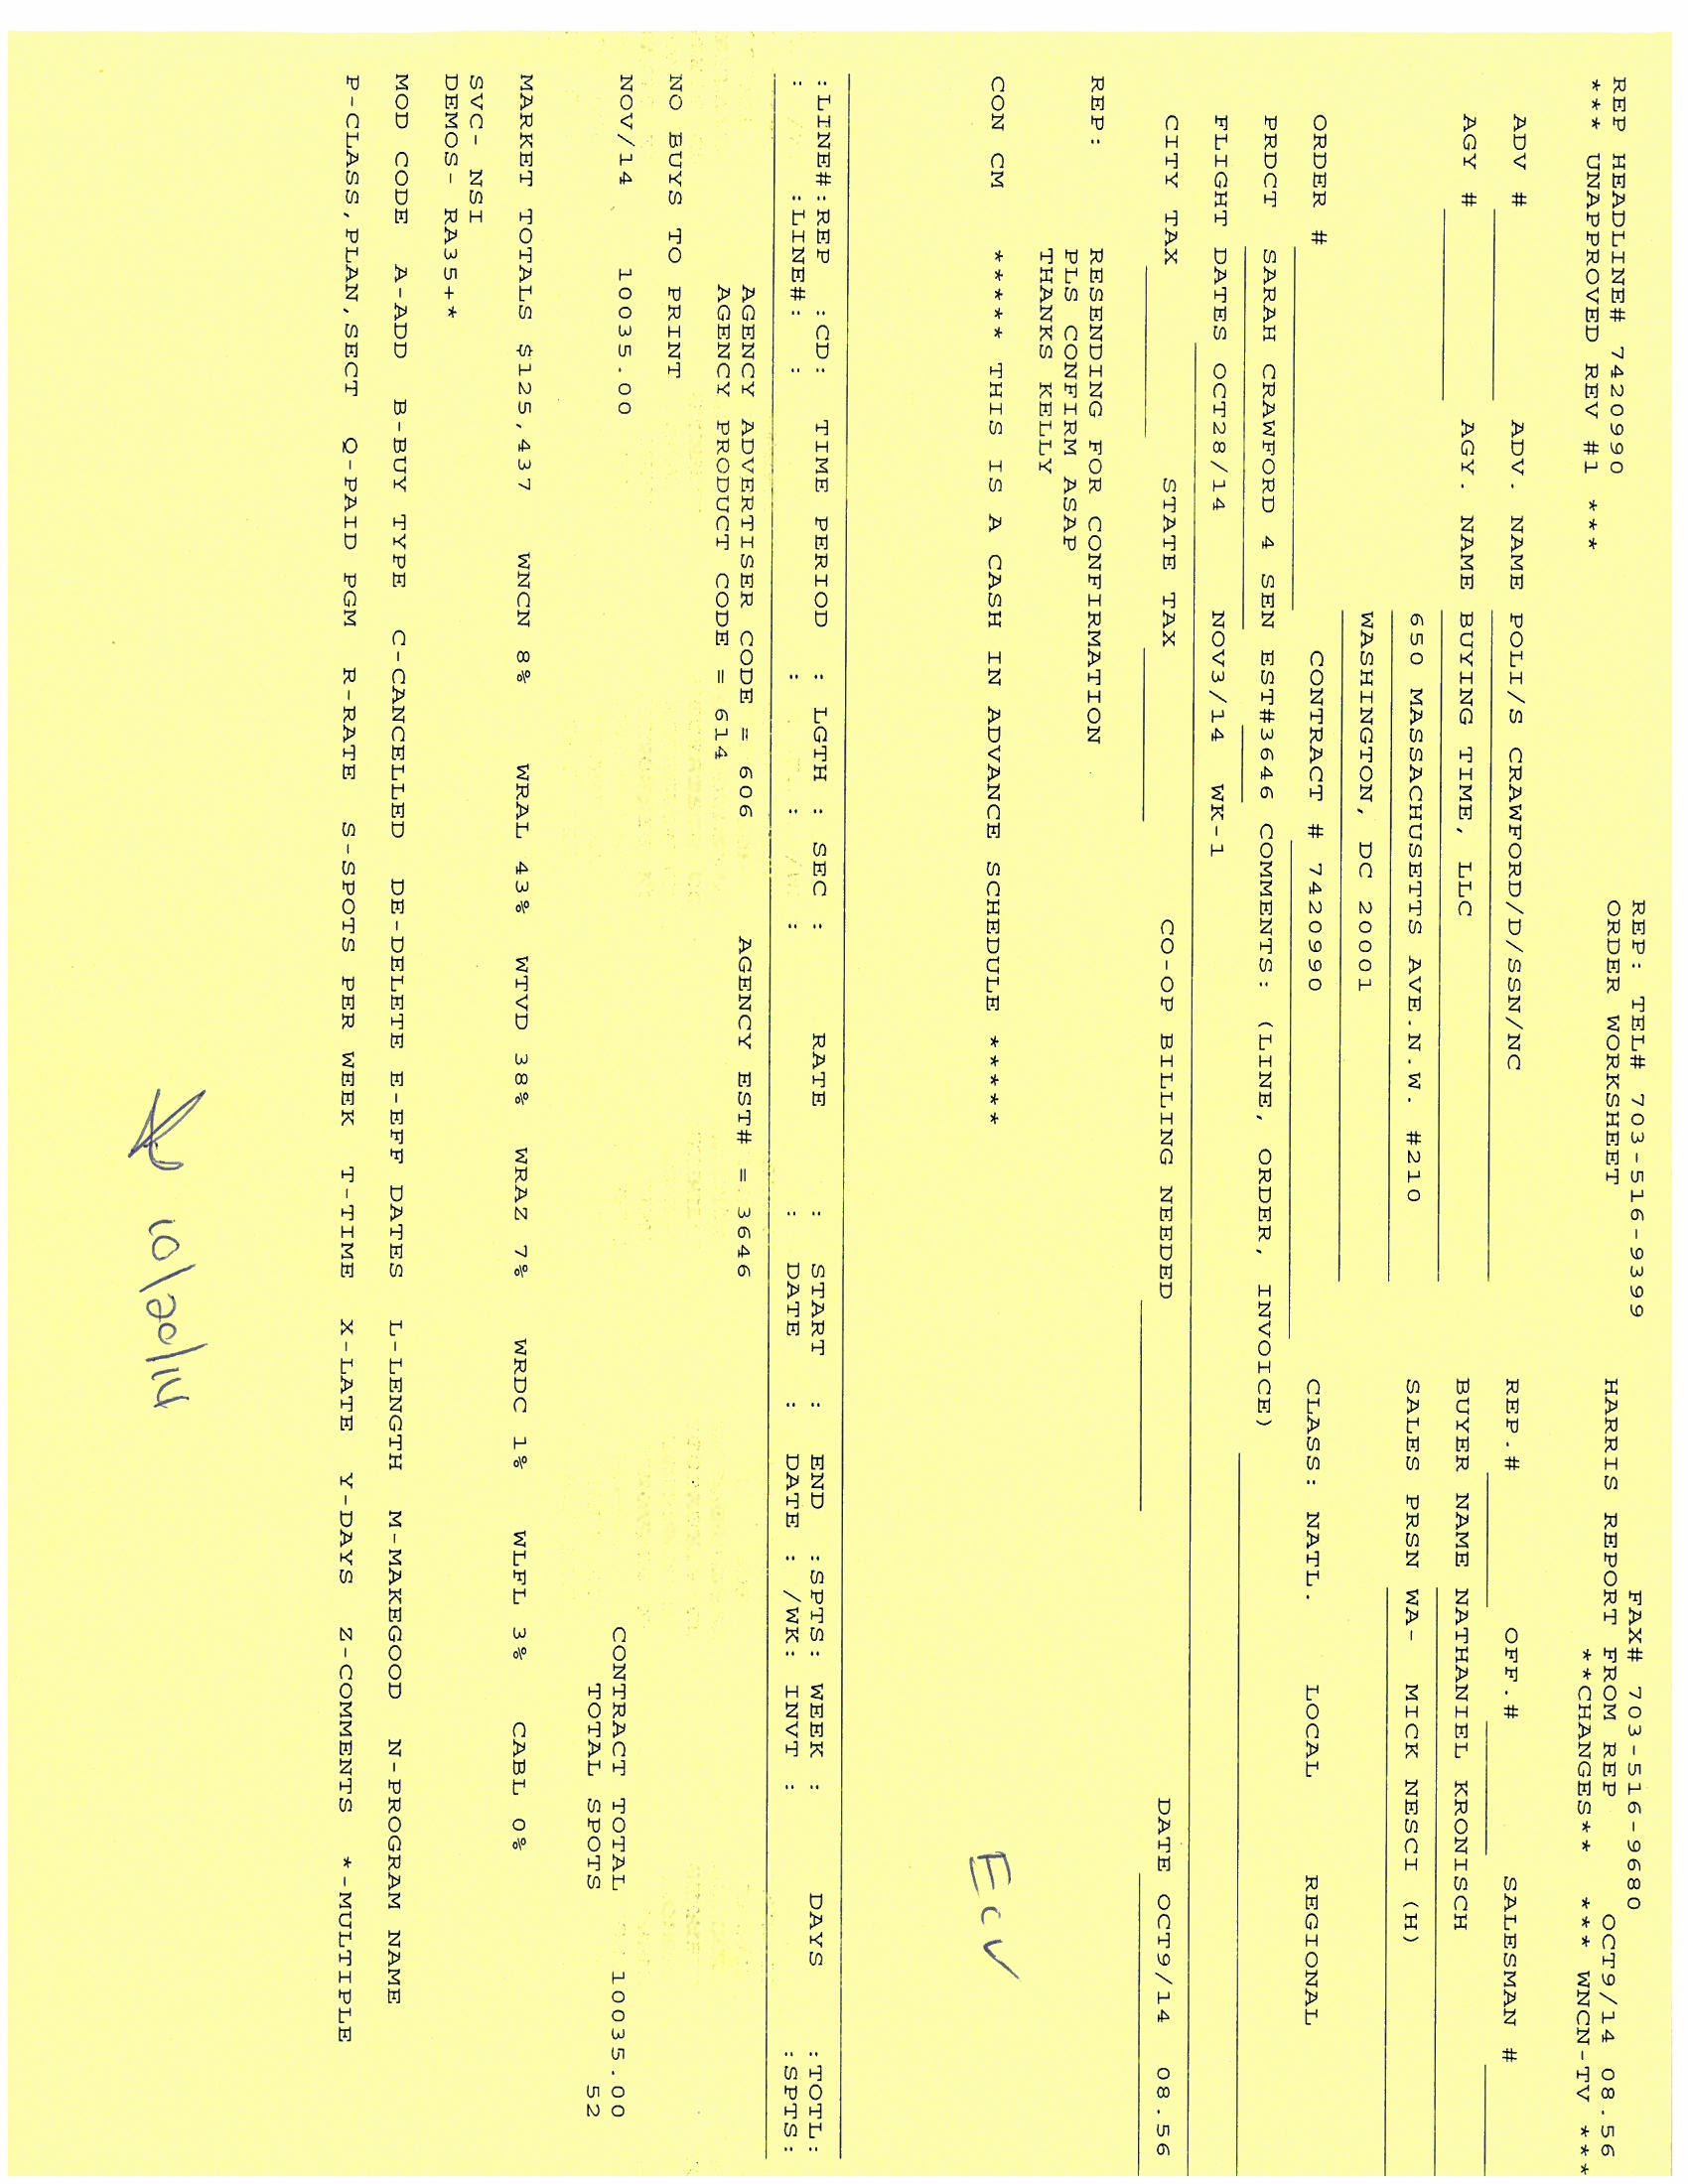 REP: TEL# 703-516-9399 FAX# 703-516-9680
REP HEADLINE# 7420990 ORDER WORKSHEET HARRIS REPORT FROM REP OCT9/14 08.56
*** UNAPPROVED REV #1 *** **CHANGES** *** WNCN-TV ***
ADV # ADV. NAME POLI/S CRAWFORD/D/SSN/NC REP.# OFF.# SALESMAN #
AGY # AGY. NAME BUYING TIME, LLC BUYER NAME NATHANIEL KRONISCH
650 MASSACHUSETTS AVE.N.W. #210 SALES PRSN WA- MICK NESCI (H)
WASHINGTON, DC 20001
ORDER # CONTRACT # 7420990 CLASS: NATL. LOCAL REGIONAL
PRDCT SARAH CRAWFORD 4 SEN EST#3646 COMMENTS: (LINE, ORDER, INVOICE)
FLIGHT DATES OCT28/14 NOV3/14 WK-1
CITY TAX STATE TAX CO-OP BILLING NEEDED DATE OCT9/14 08.56
REP: RESENDING FOR CONFIRMATION
PLS CONFIRM ASAP
THANKS KELLY
CON CM ***** THIS IS A CASH IN ADVANCE SCHEDULE *****
Ecv
:LINE#:REP :CD: TIME PERIOD : LGTH : SEC : RATE : START : END :SPTS: WEEK : DAYS :TOTL:
: :LINE#: : : : : : DATE : DATE : /WK: INVT : :SPTS:
AGENCY ADVERTISER CODE = 606 AGENCY EST# = 3646
AGENCY PRODUCT CODE = 614
NO BUYS TO PRINT
NOV/14 10035.00 CONTRACT TOTAL 10035.00
TOTAL SPOTS 52
MARKET TOTALS $125,437 WNCN 8% WRAL 43% WTVD 38% WRAZ 7% WRDC 1% WLFL 3% CABL 0%
SVC- NSI
DEMOS- RA35+*
MOD CODE A-ADD B-BUY TYPE C-CANCELLED DE-DELETE E-EFF DATES L-LENGTH M-MAKEGOOD N-PROGRAM NAME
P-CLASS,PLAN,SECT Q-PAID PGM R-RATE S-SPOTS PER WEEK T-TIME X-LATE Y-DAYS Z-COMMENTS *-MULTIPLE
10/20/14